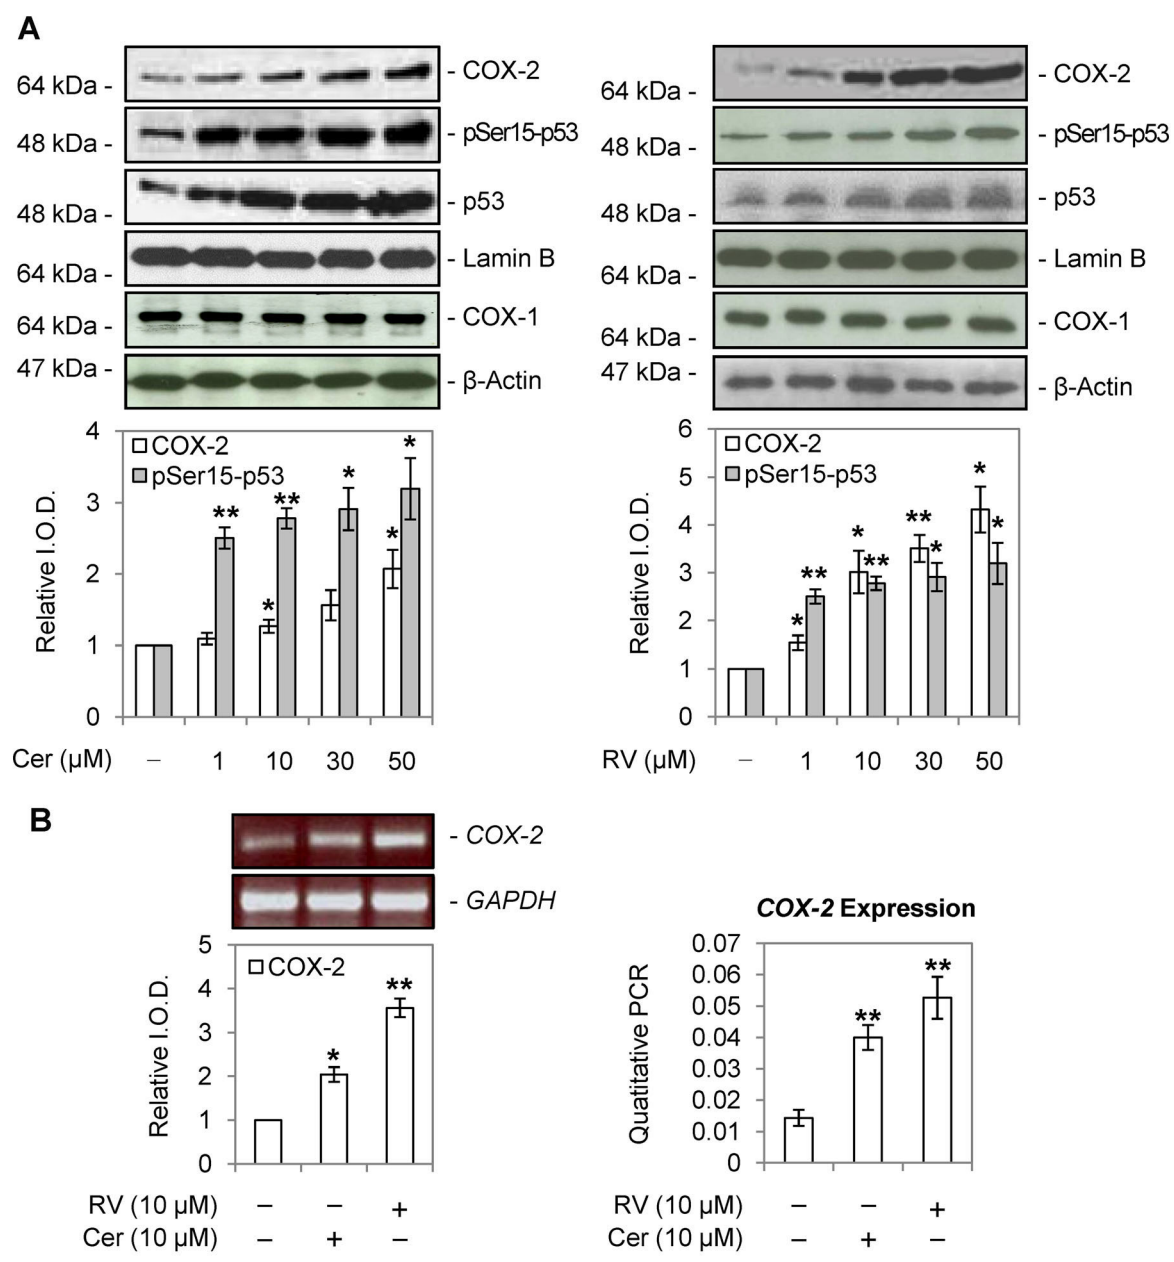 A
64 kDa - - COX-2
48 kDa - - pSer15-p53
48 kDa - - p53
64 kDa - - Lamin B
64 kDa - - COX-1
47 kDa - - β-Actin
4
3
2
1
0
Relative I.O.D.
COX-2
pSer15-p53
** ** * * * *
Cer (μM) – 1 10 30 50
64 kDa - - COX-2
48 kDa - - pSer15-p53
48 kDa - - p53
64 kDa - - Lamin B
64 kDa - - COX-1
47 kDa - - β-Actin
6
5
4
3
2
1
0
Relative I.O.D.
COX-2
pSer15-p53
* ** * ** ** * * *
RV (μM) – 1 10 30 50
B
- COX-2
- GAPDH
5
4
3
2
1
0
Relative I.O.D.
COX-2
* **
RV (10 μM) – – +
Cer (10 μM) – + –
COX-2 Expression
0.07
0.06
0.05
0.04
0.03
0.02
0.01
0
Quatitative PCR
** **
RV (10 μM) – – +
Cer (10 μM) – + –